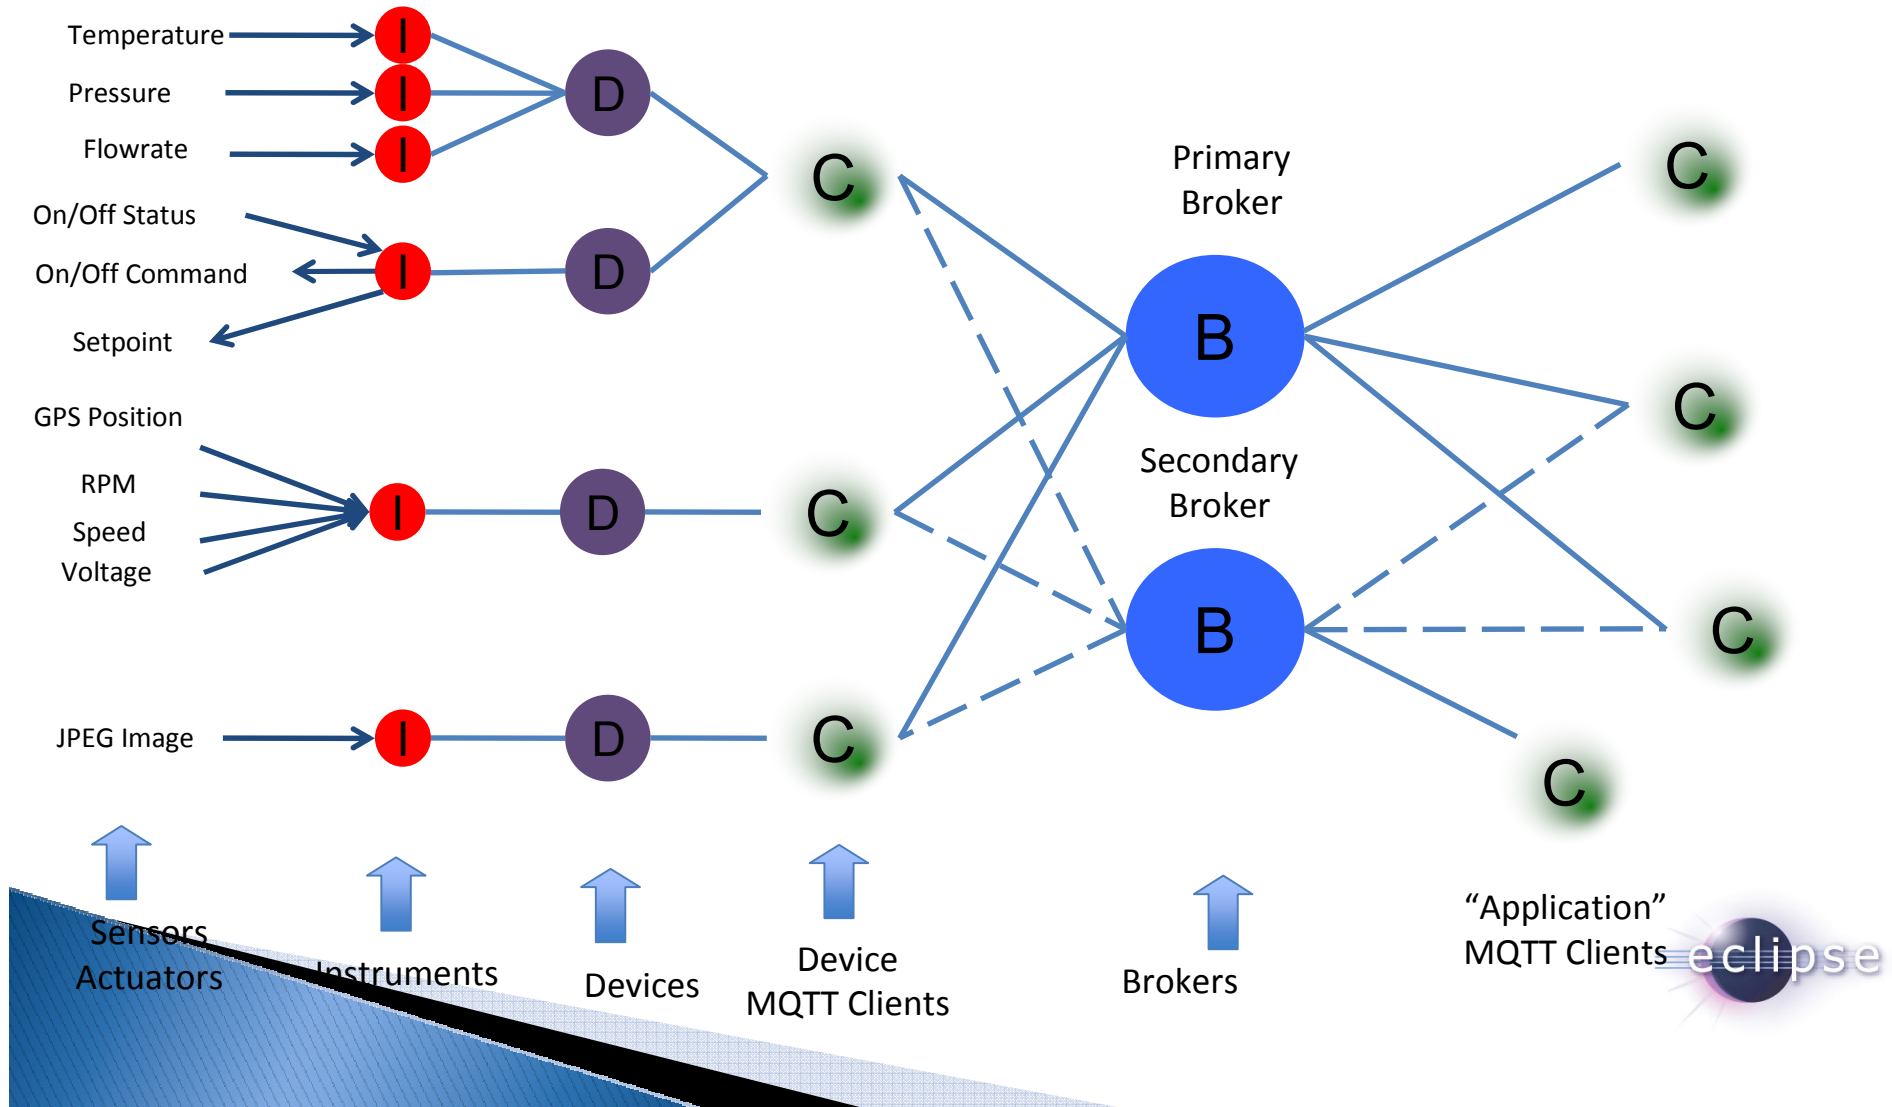 Temperature
I
Pressure
I
D
Flowrate
I
On/Off Status
On/Off Command
I
D
Setpoint
C
GPS Position
RPM
Speed
Voltage
I
D
C
JPEG Image
I
D
C
Primary
Broker
B
Secondary
Broker
B
C
C
C
C
Sensors
Actuators
Instruments
Devices
Device
MQTT Clients
Brokers
“Application”
MQTT Clients
eclipse